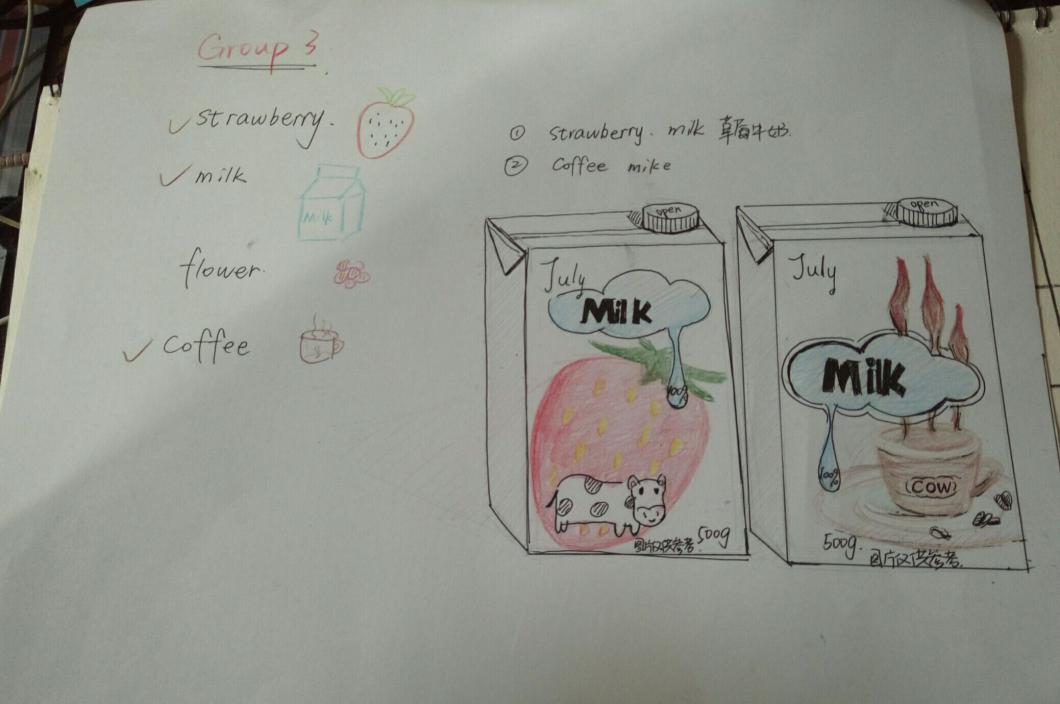 Group 3
strawberry.
milk
Milk
flower.
Coffee
① strawberry. milk 草莓牛奶.
② Coffee mike
open
July
Milk
100%
500g
图片仅供参考.
open
July
Milk
100%
COW
500g.
图片仅供参考.